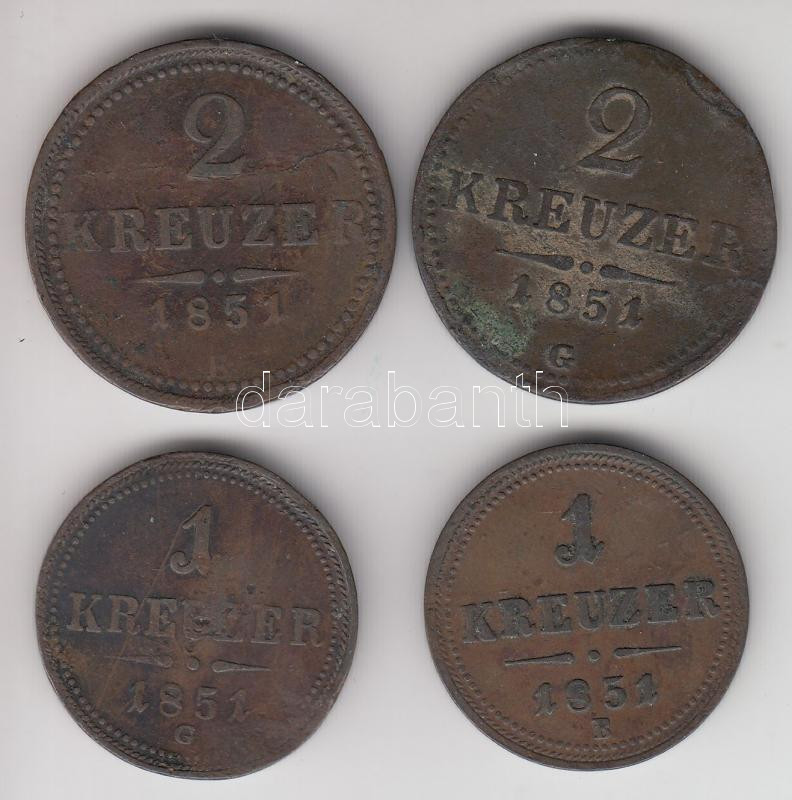 2
KREUZER
1851
2
KREUZER
1851
G
darabanth
1
KREUZER
1851
G
1
KREUZER
1851
B